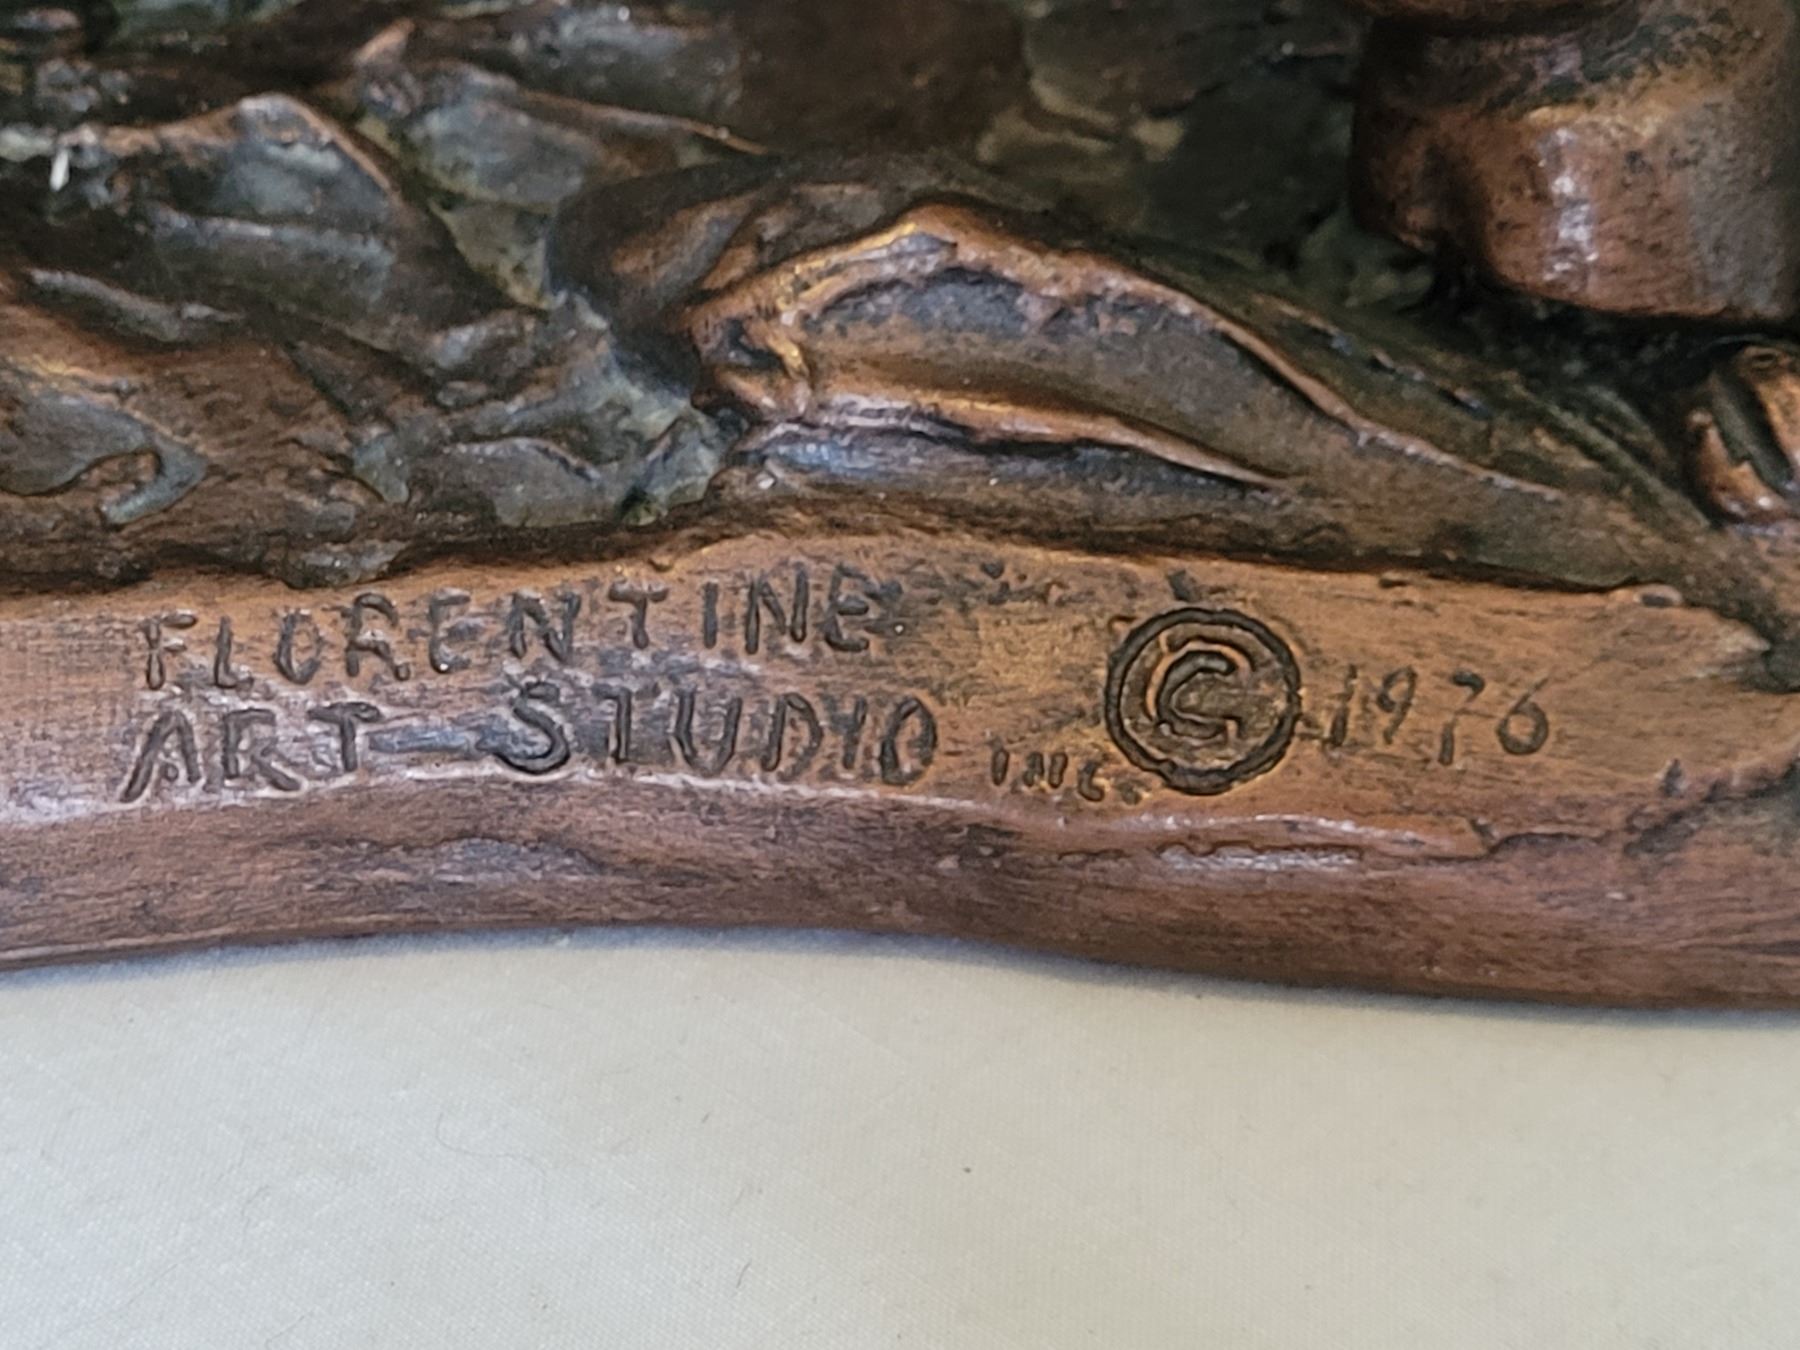 FLORENTINE
ART STUDIO INC. © 1976